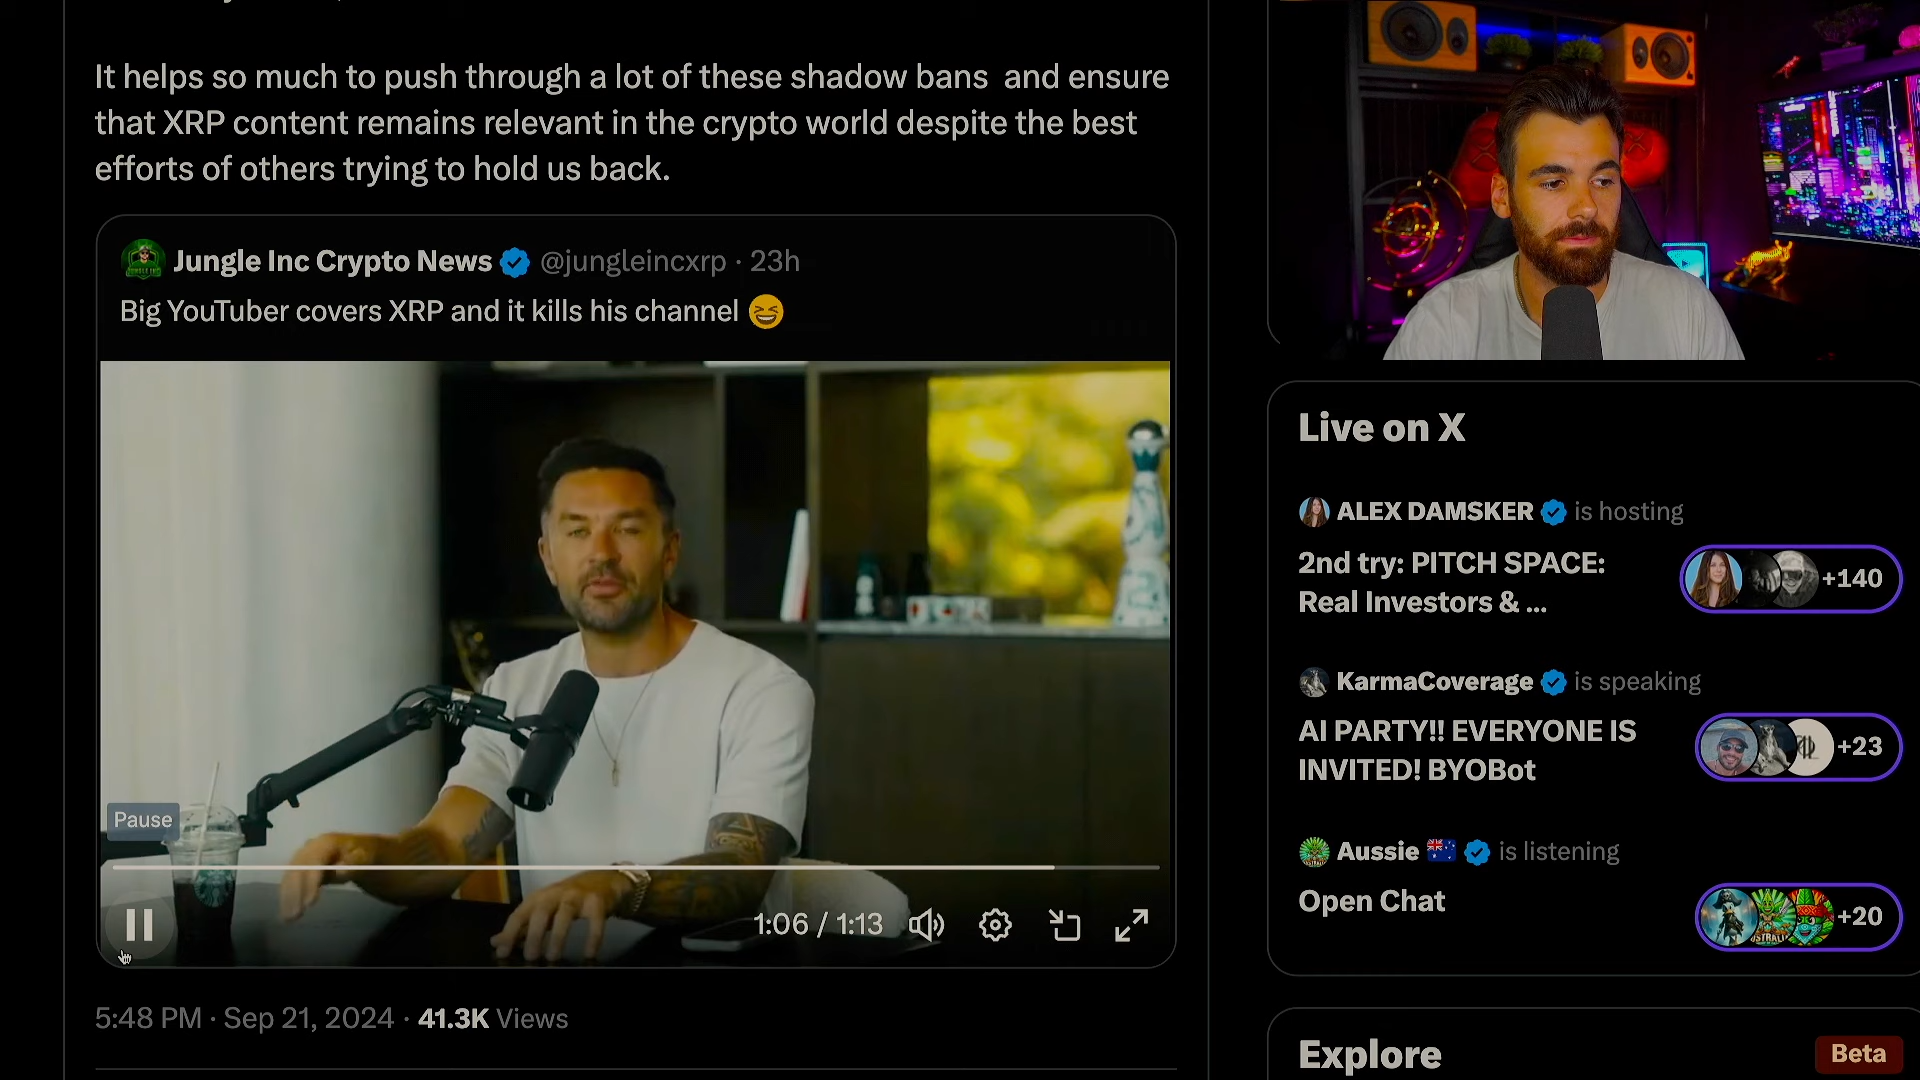 It helps so much to push through a lot of these shadow bans and ensure
that XRP content remains relevant in the crypto world despite the best
efforts of others trying to hold us back.
Jungle Inc Crypto News @jungleincxrp · 23h
Big YouTuber covers XRP and it kills his channel 😆
Pause
1:06 / 1:13
5:48 PM · Sep 21, 2024 · 41.3K Views
Live on X
ALEX DAMSKER is hosting
2nd try: PITCH SPACE:
Real Investors & ...
+140
KarmaCoverage is speaking
AI PARTY!! EVERYONE IS
INVITED! BYOBot
+23
Aussie 🇦🇺 is listening
Open Chat
+20
Explore
Beta